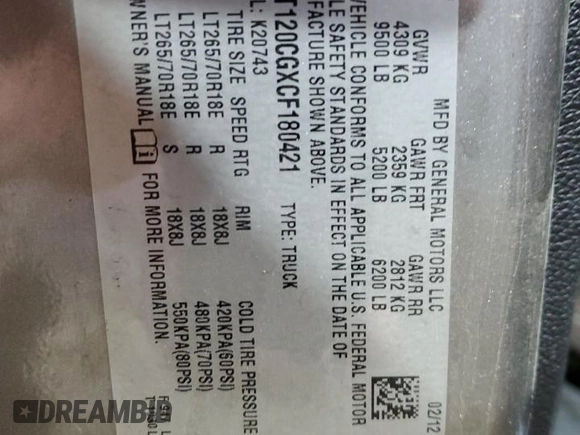 MFD BY GENERAL MOTORS LLC 02/12
GVWR GAWR FRT GAWR RR
4309 KG 2359 KG 2812 KG
9500 LB 5200 LB 6200 LB
VEHICLE CONFORMS TO ALL APPLICABLE U.S. FEDERAL MOTOR
LE SAFETY STANDARDS IN EFFECT ON THE DATE OF
FACTURE SHOWN ABOVE.
T120CGXCF180421 TYPE: TRUCK
L: K20743
TIRE SIZE SPEED RTG RIM COLD TIRE PRESSURE
LT265/70R18E R 18X8J 420KPA(60PSI)
LT265/70R18E R 18X8J 480KPA(70PSI)
LT265/70R18E S 18X8J 550KPA(80PSI)
OWNER'S MANUAL FOR MORE INFORMATION.
DREAMBID